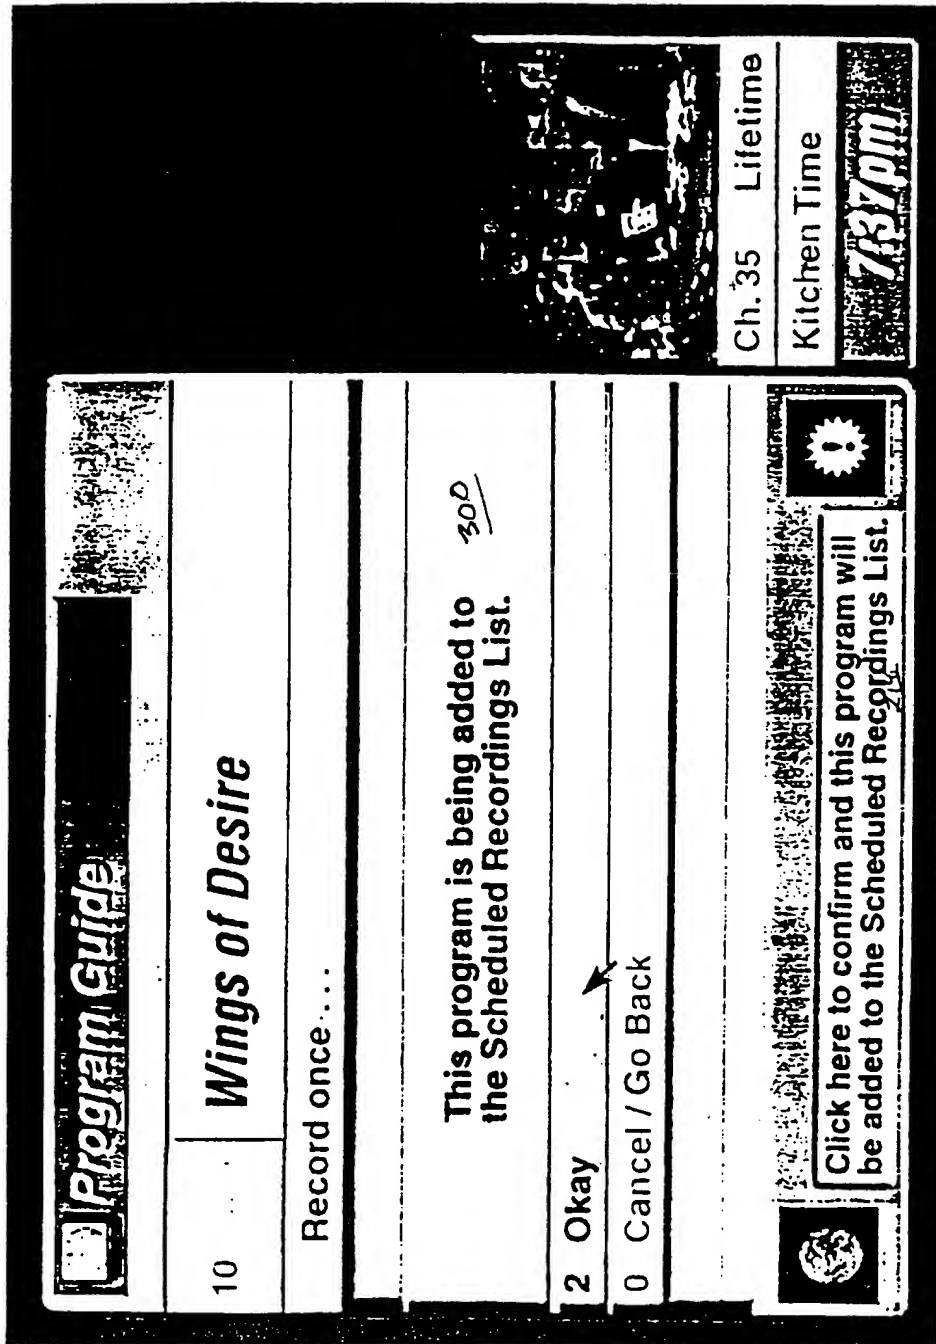 Program Guide
10
Wings of Desire
Record once....
This program is being added to
the Scheduled Recordings List.
300
2 Okay
0 Cancel / Go Back
Click here to confirm and this program will
be added to the Scheduled Recordings List.
Ch. 35 Lifetime
Kitchen Time
7:37pm